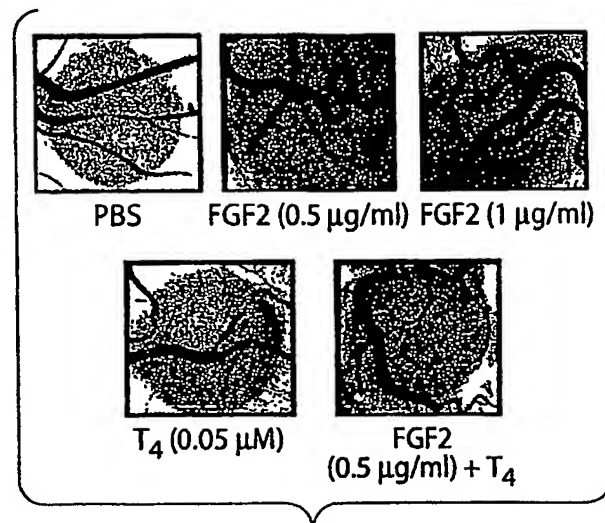 PBS
FGF2 (0.5 µg/ml)
FGF2 (1 µg/ml)
T4 (0.05 µM)
FGF2
(0.5 µg/ml) + T4